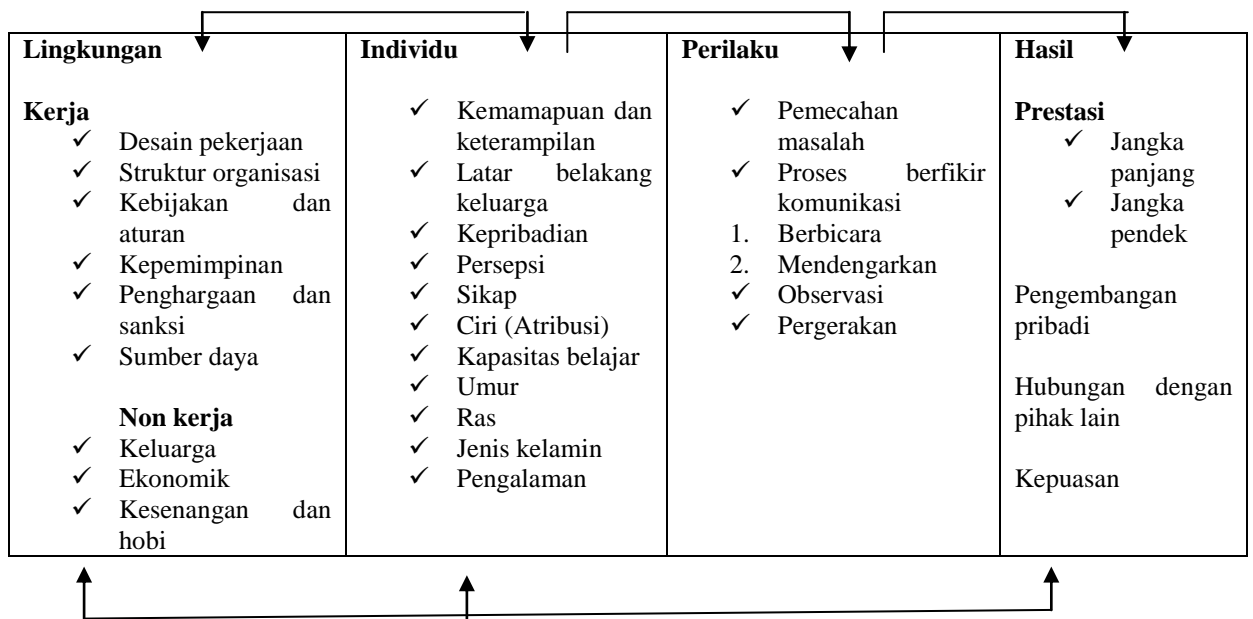 Lingkungan
Kerja
✓ Desain pekerjaan
✓ Struktur organisasi
✓ Kebijakan dan
aturan
✓ Kepemimpinan
✓ Penghargaan dan
sanksi
✓ Sumber daya
Non kerja
✓ Keluarga
✓ Ekonomik
✓ Kesenangan dan
hobi
Individu
✓ Kemamapuan dan
keterampilan
✓ Latar belakang
keluarga
✓ Kepribadian
✓ Persepsi
✓ Sikap
✓ Ciri (Atribusi)
✓ Kapasitas belajar
✓ Umur
✓ Ras
✓ Jenis kelamin
✓ Pengalaman
Perilaku
✓ Pemecahan
masalah
✓ Proses berfikir
komunikasi
1. Berbicara
2. Mendengarkan
✓ Observasi
✓ Pergerakan
Hasil
Prestasi
✓ Jangka
panjang
✓ Jangka
pendek
Pengembangan
pribadi
Hubungan dengan
pihak lain
Kepuasan